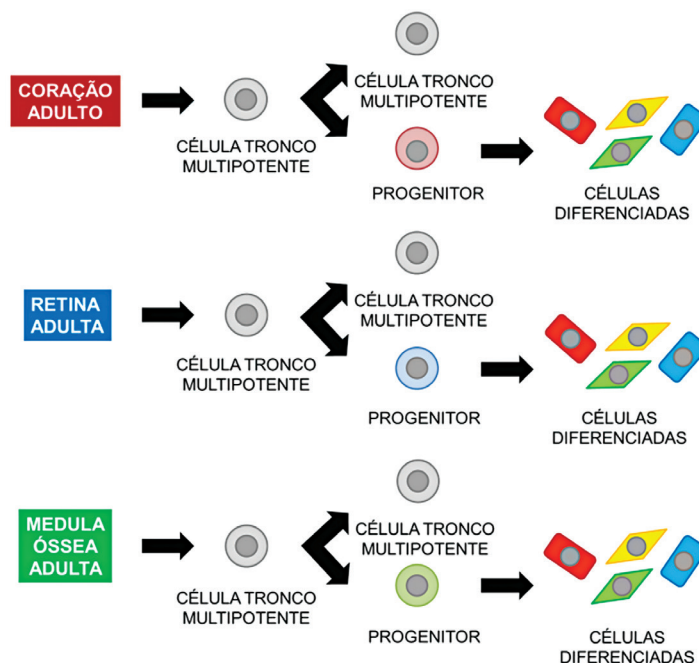 CÉLULA TRONCO
MULTIPOTENTE
CORAÇÃO
ADULTO
CÉLULA TRONCO
MULTIPOTENTE
PROGENITOR
CÉLULAS
DIFERENCIADAS
CÉLULA TRONCO
MULTIPOTENTE
RETINA
ADULTA
CÉLULA TRONCO
MULTIPOTENTE
PROGENITOR
CÉLULAS
DIFERENCIADAS
CÉLULA TRONCO
MULTIPOTENTE
MEDULA
ÓSSEA
ADULTA
CÉLULA TRONCO
MULTIPOTENTE
PROGENITOR
CÉLULAS
DIFERENCIADAS